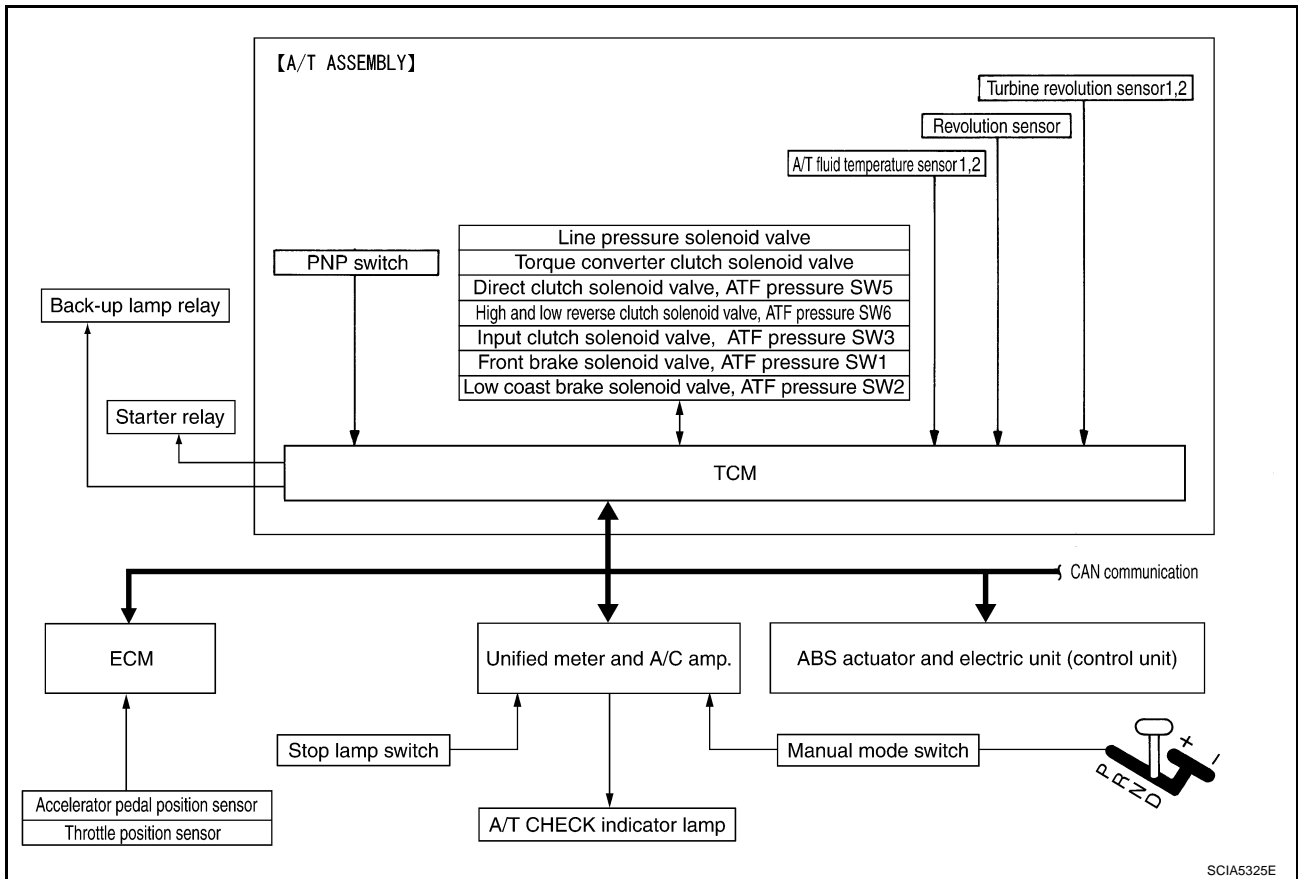 【A/T ASSEMBLY】
Turbine revolution sensor1,2
Revolution sensor
A/T fluid temperature sensor1,2
Line pressure solenoid valve
PNP switch
Torque converter clutch solenoid valve
Direct clutch solenoid valve, ATF pressure SW5
Back-up lamp relay
High and low reverse clutch solenoid valve, ATF pressure SW6
Input clutch solenoid valve, ATF pressure SW3
Front brake solenoid valve, ATF pressure SW1
Low coast brake solenoid valve, ATF pressure SW2
Starter relay
TCM
CAN communication
ECM
Unified meter and A/C amp.
ABS actuator and electric unit (control unit)
Stop lamp switch
Manual mode switch
P R N D + -
Accelerator pedal position sensor
Throttle position sensor
A/T CHECK indicator lamp
SCIA5325E